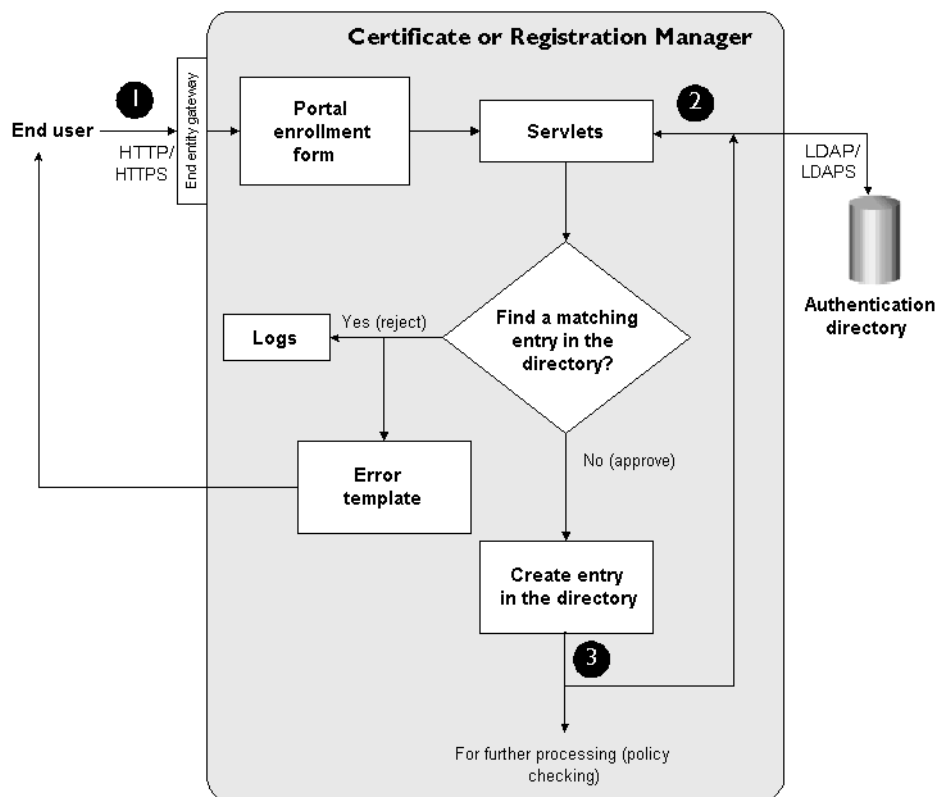 Certificate or Registration Manager
1
End user
HTTP/
HTTPS
End entity gateway
Portal
enrollment
form
Servlets
2
LDAP/
LDAPS
Authentication
directory
Find a matching
entry in the
directory?
Yes (reject)
Logs
Error
template
No (approve)
Create entry
in the directory
3
For further processing (policy
checking)